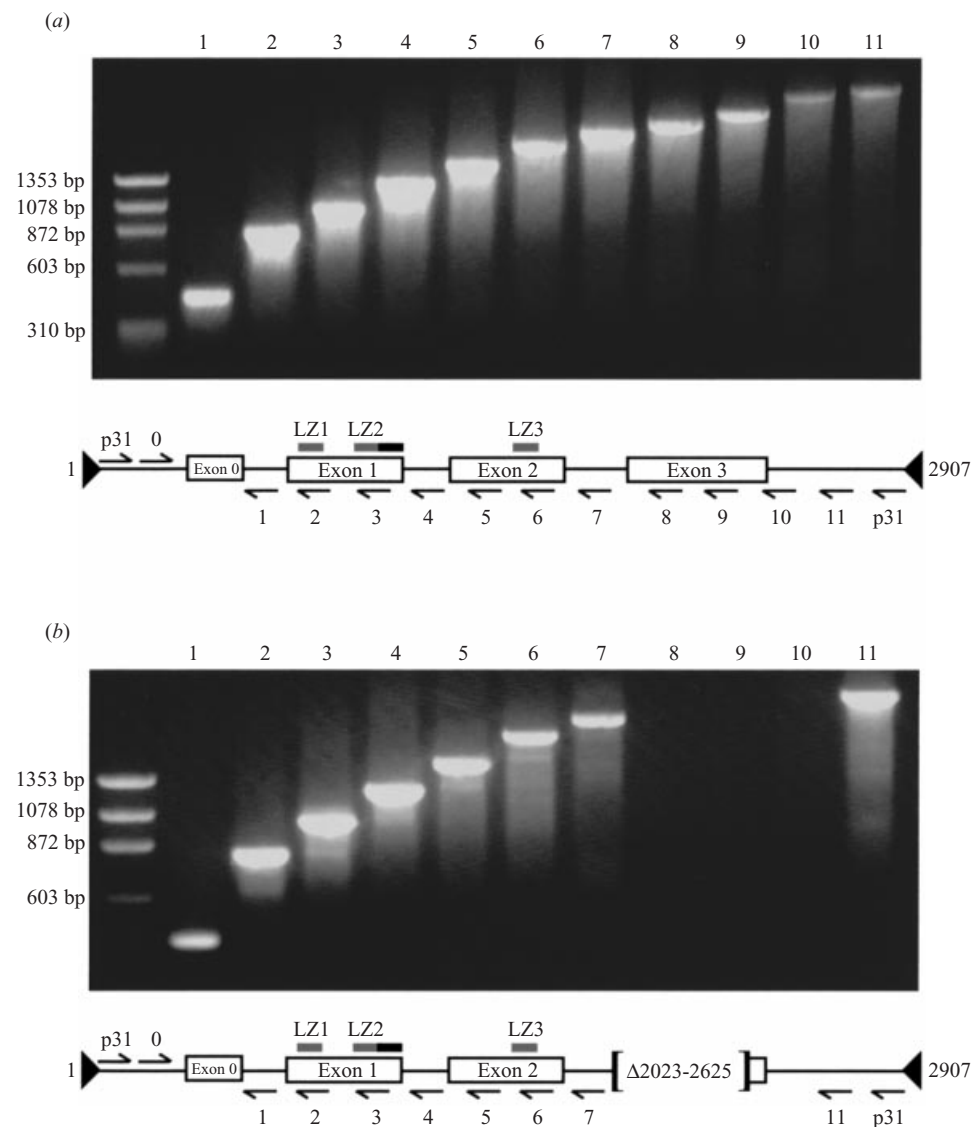 (a)
1 2 3 4 5 6 7 8 9 10 11
1353 bp
1078 bp
872 bp
603 bp
310 bp
LZ1 LZ2 LZ3
p31 0
1 Exon 0 Exon 1 Exon 2 Exon 3 2907
1 2 3 4 5 6 7 8 9 10 11 p31
(b)
1 2 3 4 5 6 7 8 9 10 11
1353 bp
1078 bp
872 bp
603 bp
LZ1 LZ2 LZ3
p31 0
1 Exon 0 Exon 1 Exon 2 Δ2023-2625 2907
1 2 3 4 5 6 7 11 p31